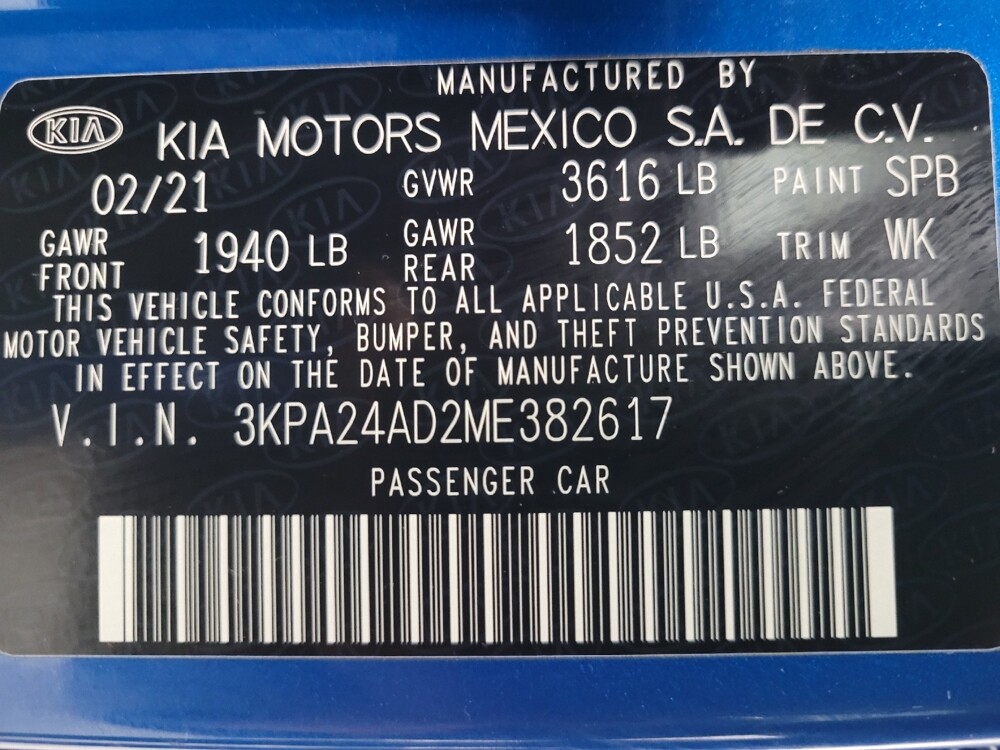 MANUFACTURED BY
KIA KIA MOTORS MEXICO S.A. DE C.V.
02/21 GVWR 3616 LB PAINT SPB
GAWR FRONT 1940 LB GAWR REAR 1852 LB TRIM WK
THIS VEHICLE CONFORMS TO ALL APPLICABLE U.S.A. FEDERAL
MOTOR VEHICLE SAFETY, BUMPER, AND THEFT PREVENTION STANDARDS
IN EFFECT ON THE DATE OF MANUFACTURE SHOWN ABOVE.
V.I.N. 3KPA24AD2ME382617
PASSENGER CAR